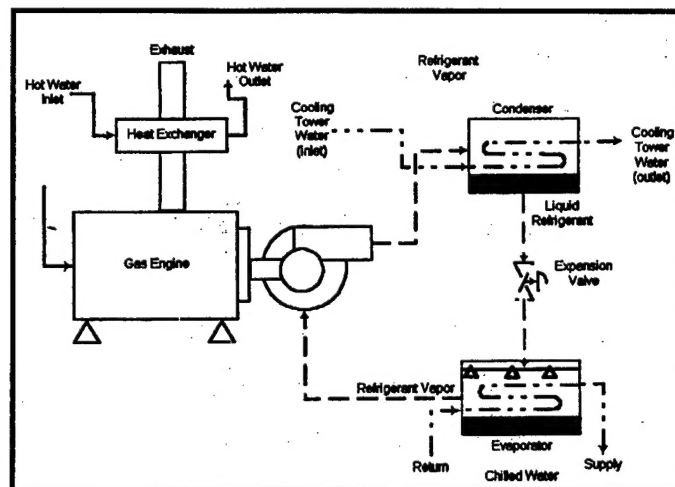 Exhaust
Hot Water
Inlet
Hot Water
Outlet
Heat Exchanger
Gas Engine
Refrigerant
Vapor
Cooling
Tower
Water
(inlet)
Condenser
Cooling
Tower
Water
(outlet)
Liquid
Refrigerant
Expansion
Valve
Refrigerant Vapor
Evaporator
Return
Chilled Water
Supply